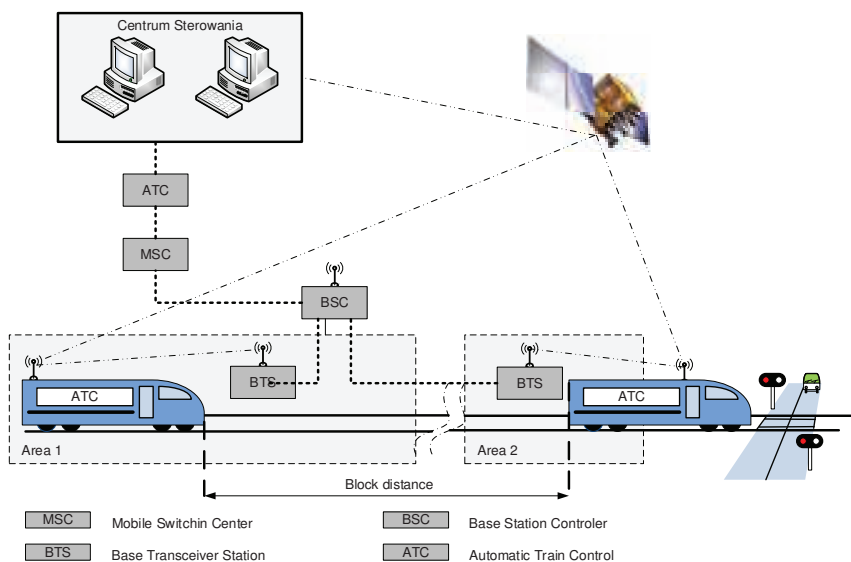 Centrum Sterowania
ATC
MSC
BSC
BTS
BTS
ATC
ATC
Area 1
Area 2
Block distance
MSC Mobile Switchin Center
BSC Base Station Controler
BTS Base Transceiver Station
ATC Automatic Train Control